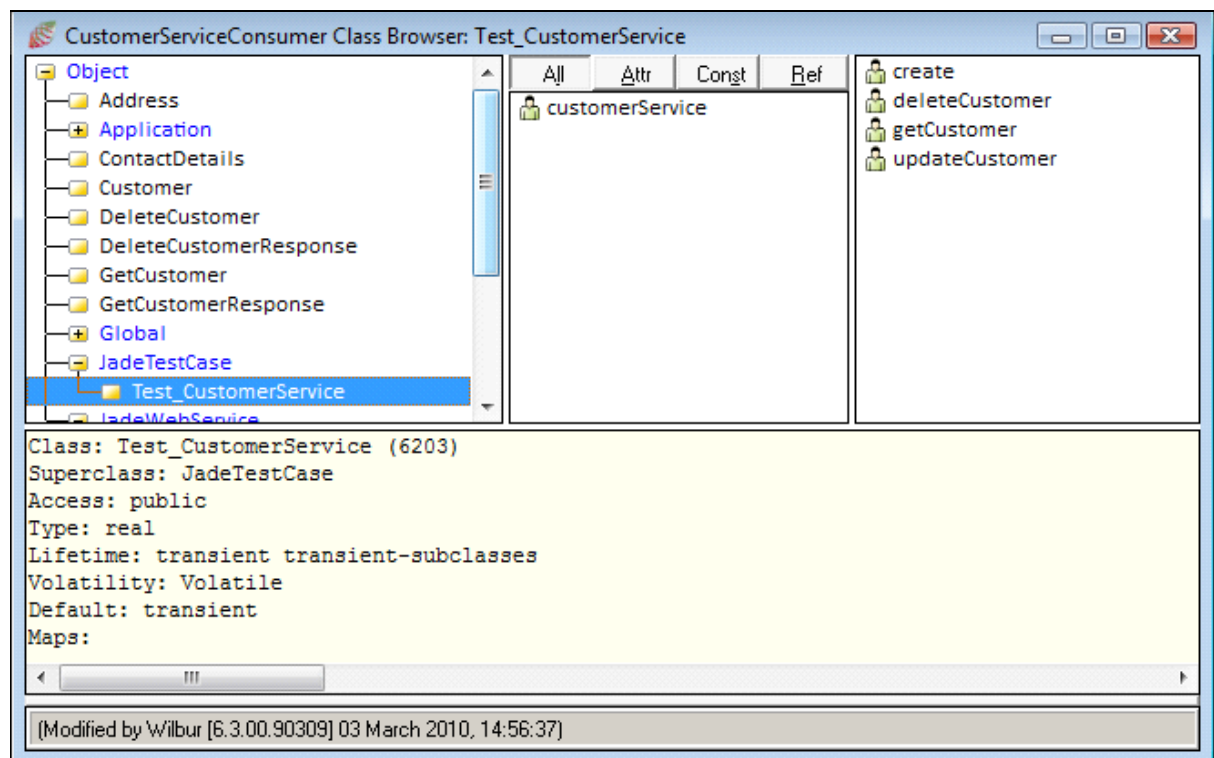 CustomerServiceConsumer Class Browser: Test_CustomerService
Object
Address
Application
ContactDetails
Customer
DeleteCustomer
DeleteCustomerResponse
GetCustomer
GetCustomerResponse
Global
JadeTestCase
Test_CustomerService
JadeWebService
All Attr Const Ref
customerService
create
deleteCustomer
getCustomer
updateCustomer
Class: Test_CustomerService (6203)
Superclass: JadeTestCase
Access: public
Type: real
Lifetime: transient transient-subclasses
Volatility: Volatile
Default: transient
Maps:
(Modified by Wilbur [6.3.00.90309] 03 March 2010, 14:56:37)